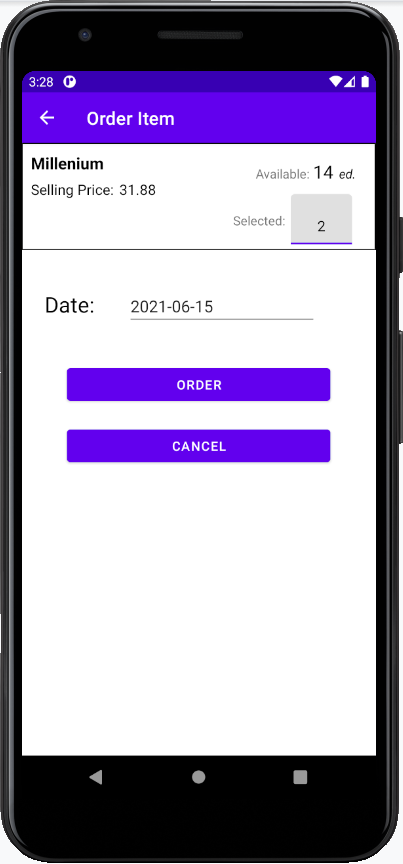 3:28
Order Item
Millenium
Available: 14 ed.
Selling Price: 31.88
Selected: 2
Date: 2021-06-15
ORDER
CANCEL